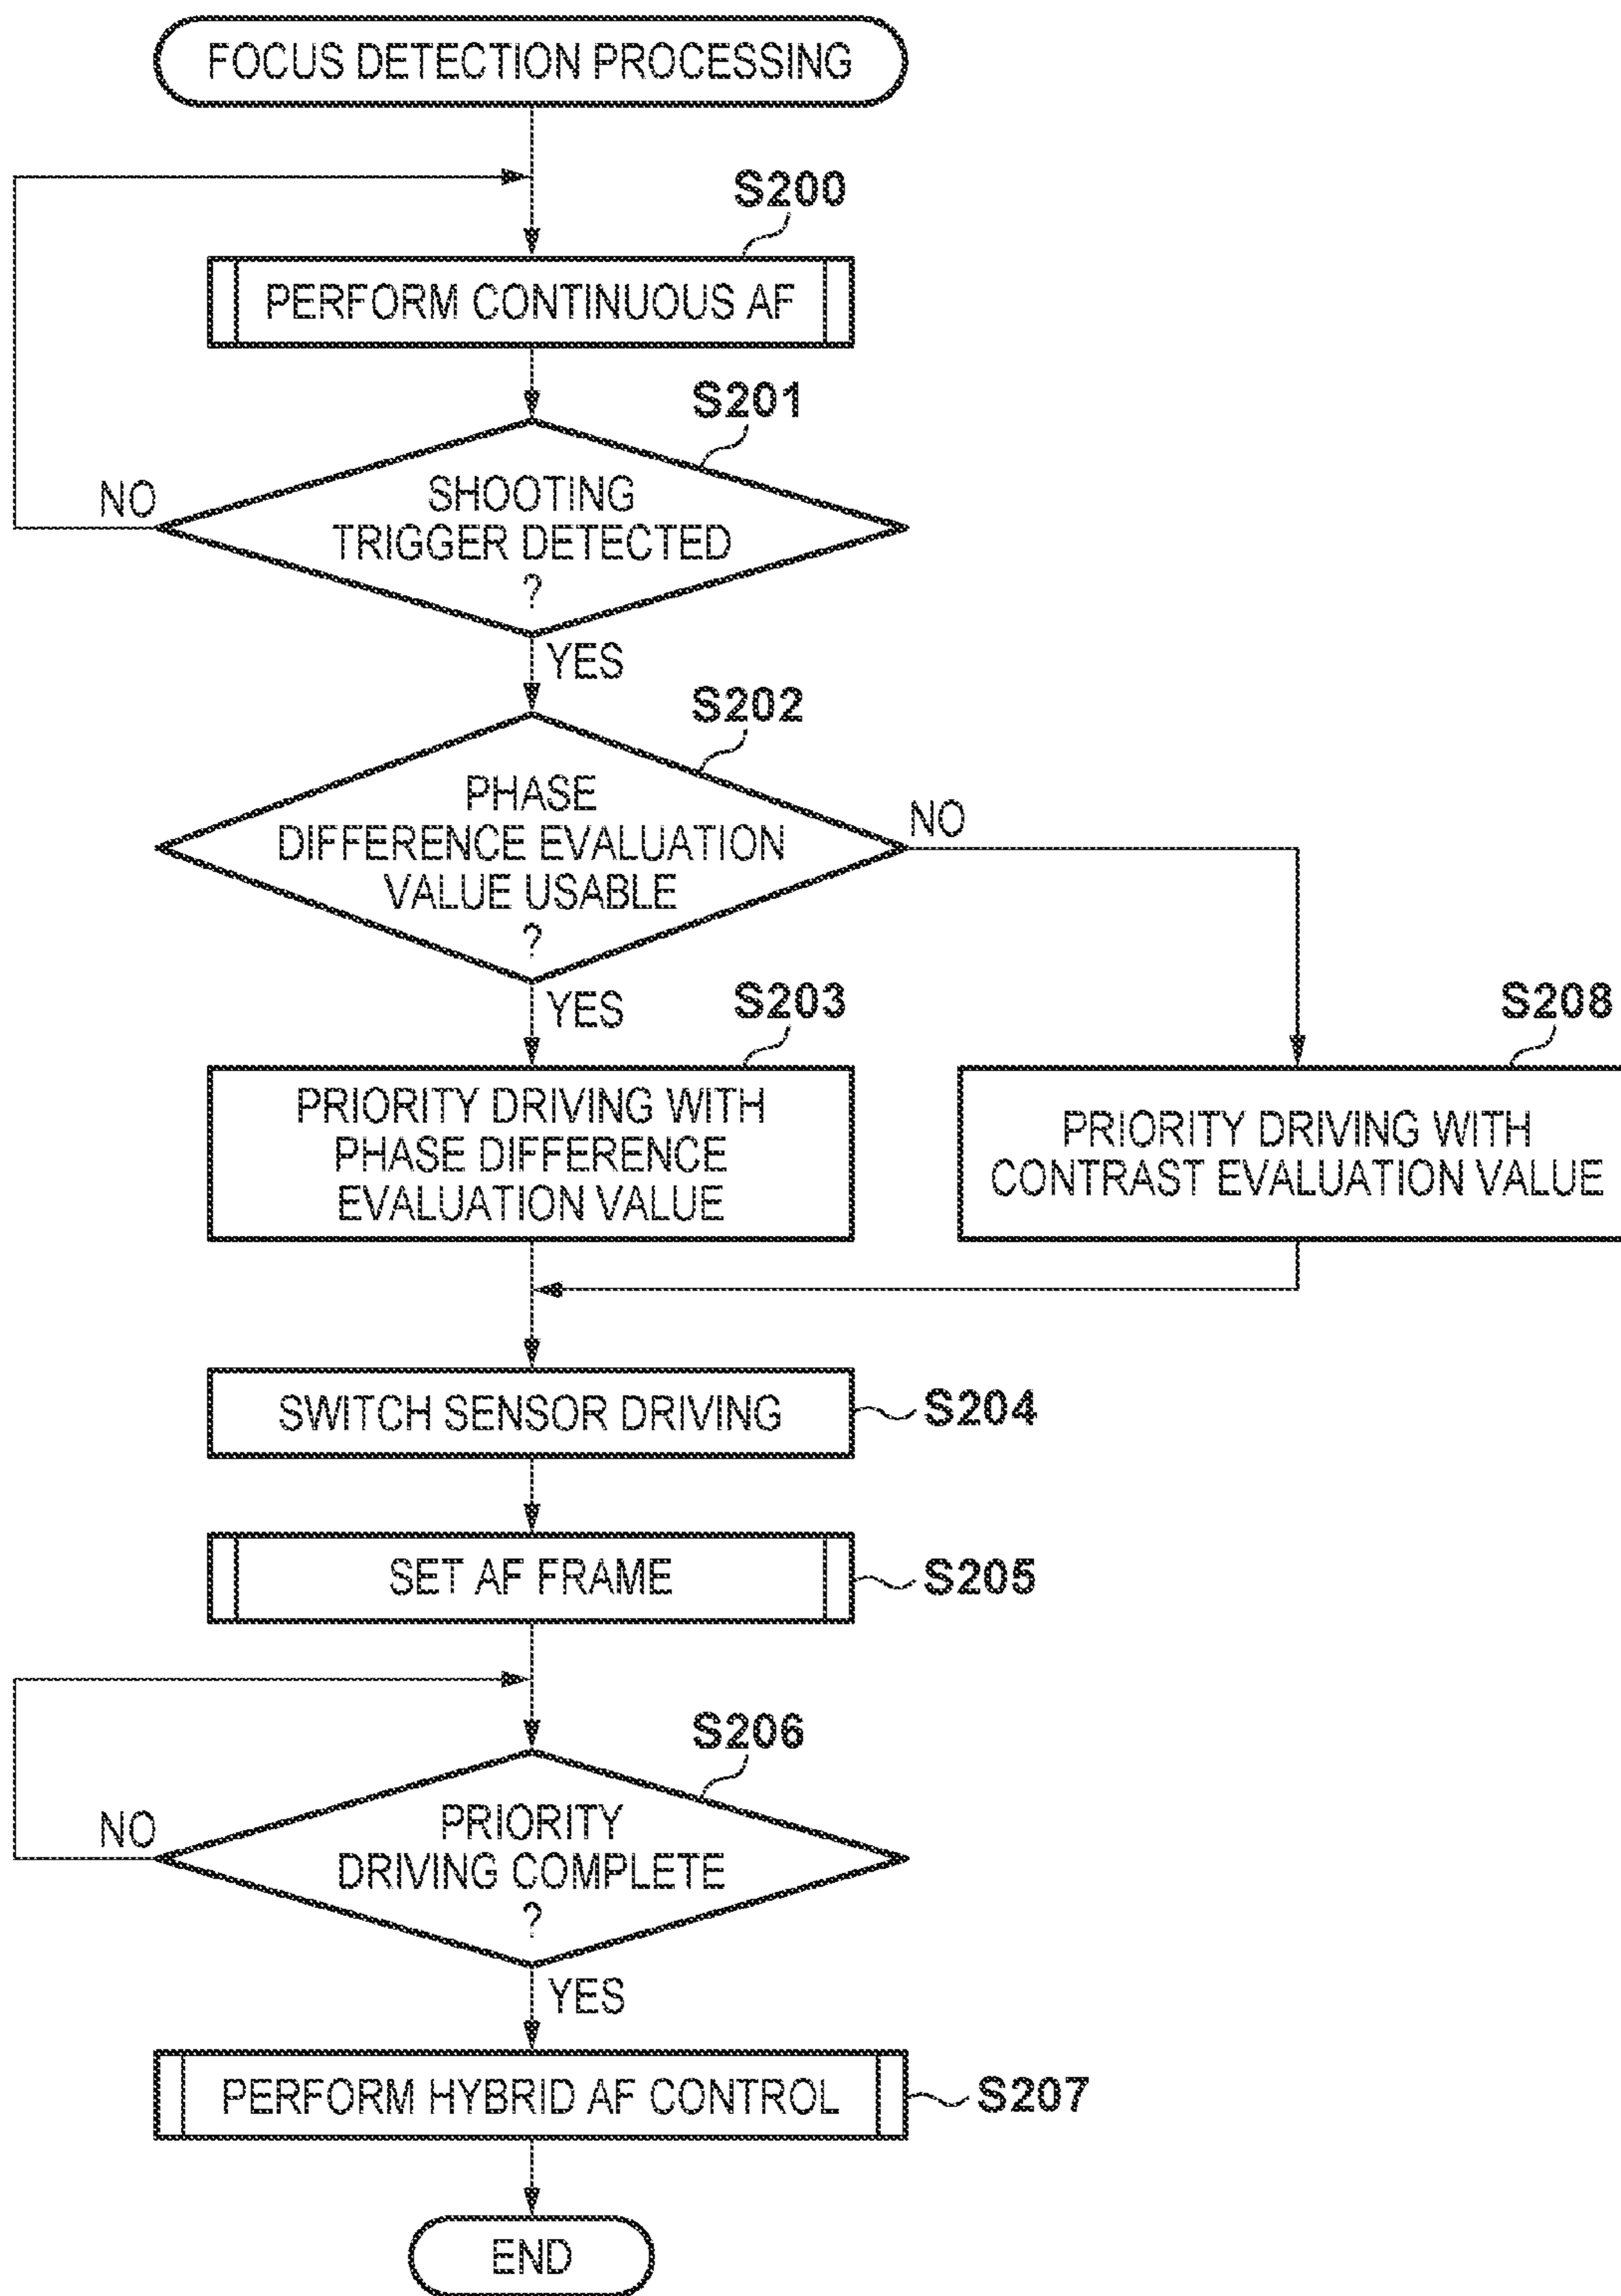 FOCUS DETECTION PROCESSING
S200
PERFORM CONTINUOUS AF
S201
SHOOTING
TRIGGER DETECTED
?
NO
YES
S202
PHASE
DIFFERENCE EVALUATION
VALUE USABLE
?
NO
YES
S203
PRIORITY DRIVING WITH
PHASE DIFFERENCE
EVALUATION VALUE
S208
PRIORITY DRIVING WITH
CONTRAST EVALUATION VALUE
SWITCH SENSOR DRIVING
S204
SET AF FRAME
S205
S206
PRIORITY
DRIVING COMPLETE
?
NO
YES
PERFORM HYBRID AF CONTROL
S207
END